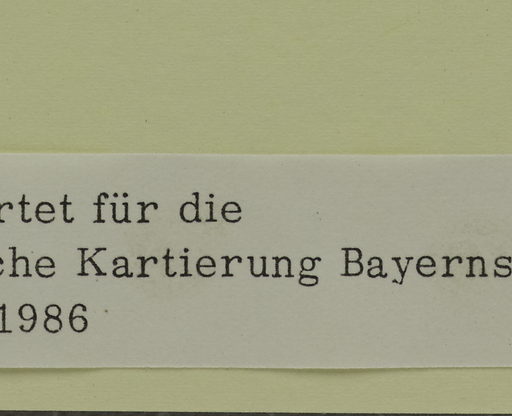 rtet für die
che Kartierung Bayerns
1986